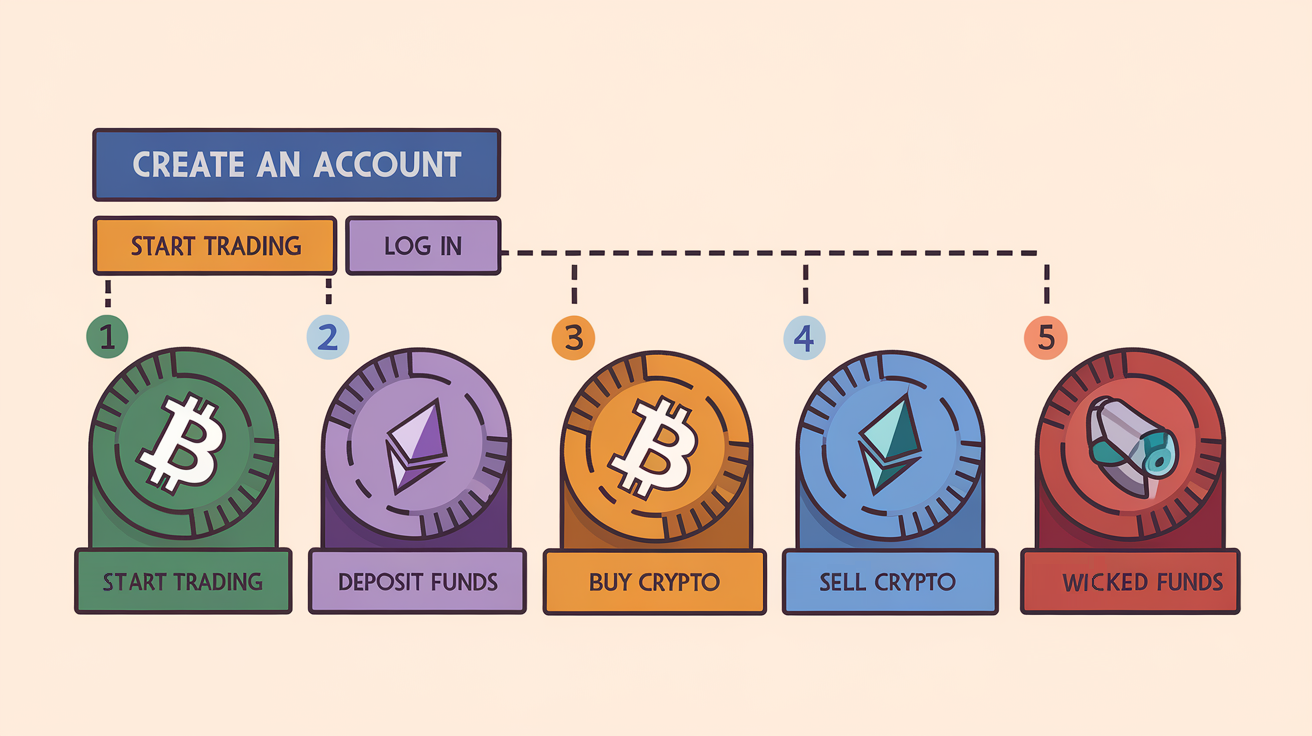 CREATE AN ACCOUNT
START TRADING
LOG IN
1
2
3
4
5
START TRADING
DEPOSIT FUNDS
BUY CRYPTO
SELL CRYPTO
WICKED FUNDS